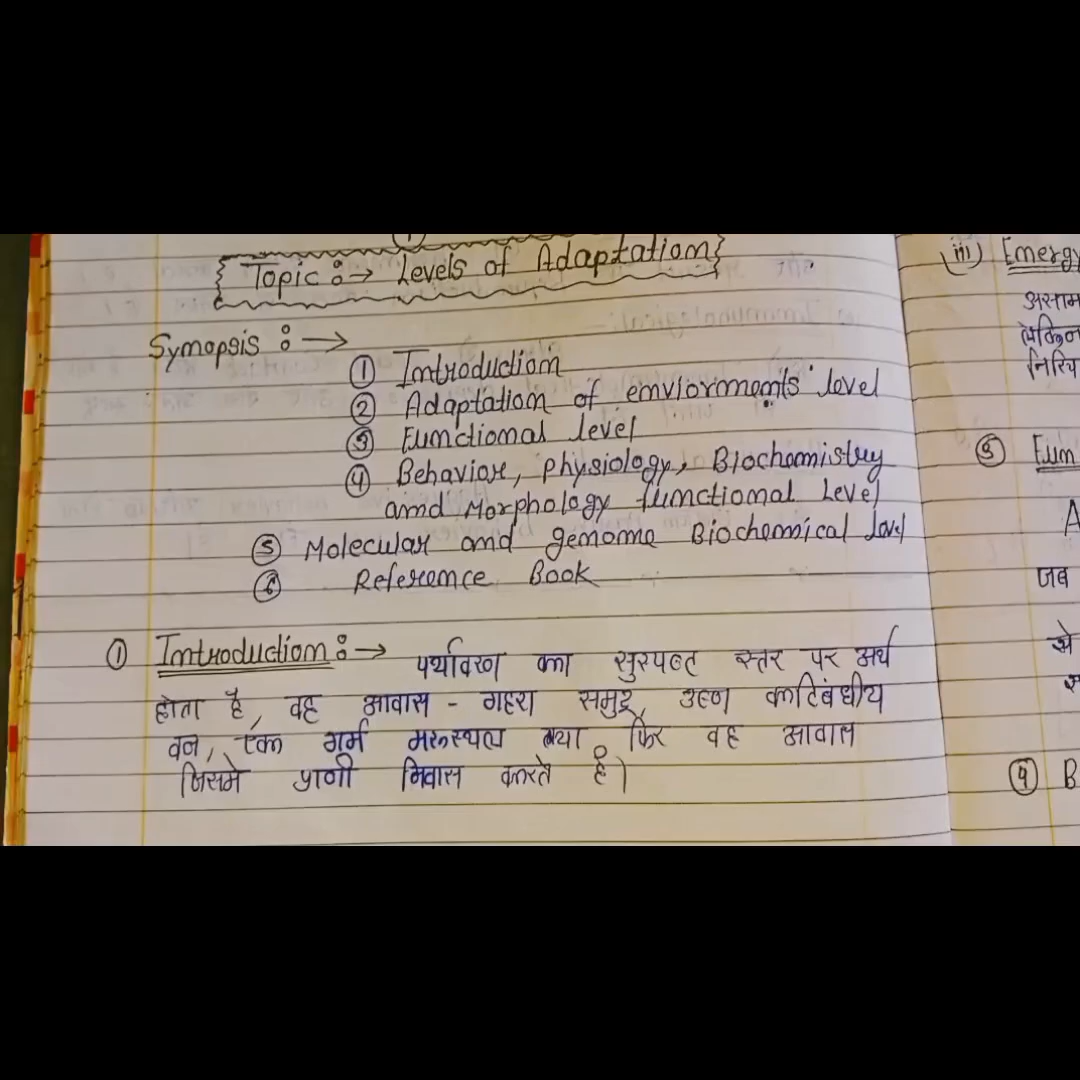 Topic :→ Levels of Adaptation
Synopsis :→
① Introduction
② Adaptation of enviorments level
③ Functional level
④ Behavior, physiology, Biochemistry
and Morphology functional Level
⑤ Molecular and genome Biochemical level
⑥ Reference Book
① Introduction :→ पर्यावरण का सुस्पष्ट स्तर पर अर्थ
होता है, वह आवास - गहरा समुद्र, उष्ण कटिबंधीय
वन, एक गर्म मरुस्थल या फिर वह आवास
जिसमे प्राणी निवास करते है।
iii) Energy
असाम
लेकिन
③ Fun
A
जब
④ B